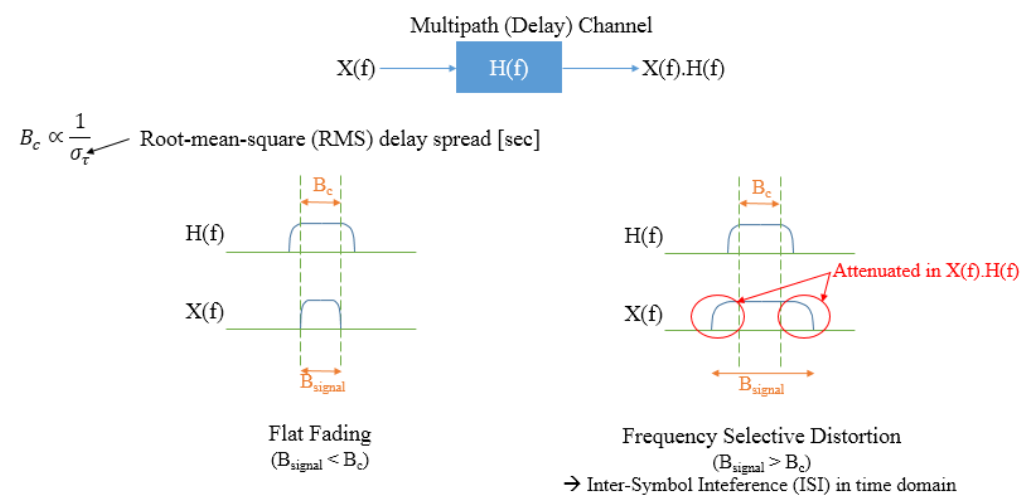 Multipath (Delay) Channel
X(f) H(f) X(f).H(f)
B_c ∝ 1/σ_τ Root-mean-square (RMS) delay spread [sec]
B_c
H(f)
X(f)
B_signal
Flat Fading
(B_signal < B_c)
B_c
H(f)
Attenuated in X(f).H(f)
X(f)
B_signal
Frequency Selective Distortion
(B_signal > B_c)
→ Inter-Symbol Inteference (ISI) in time domain